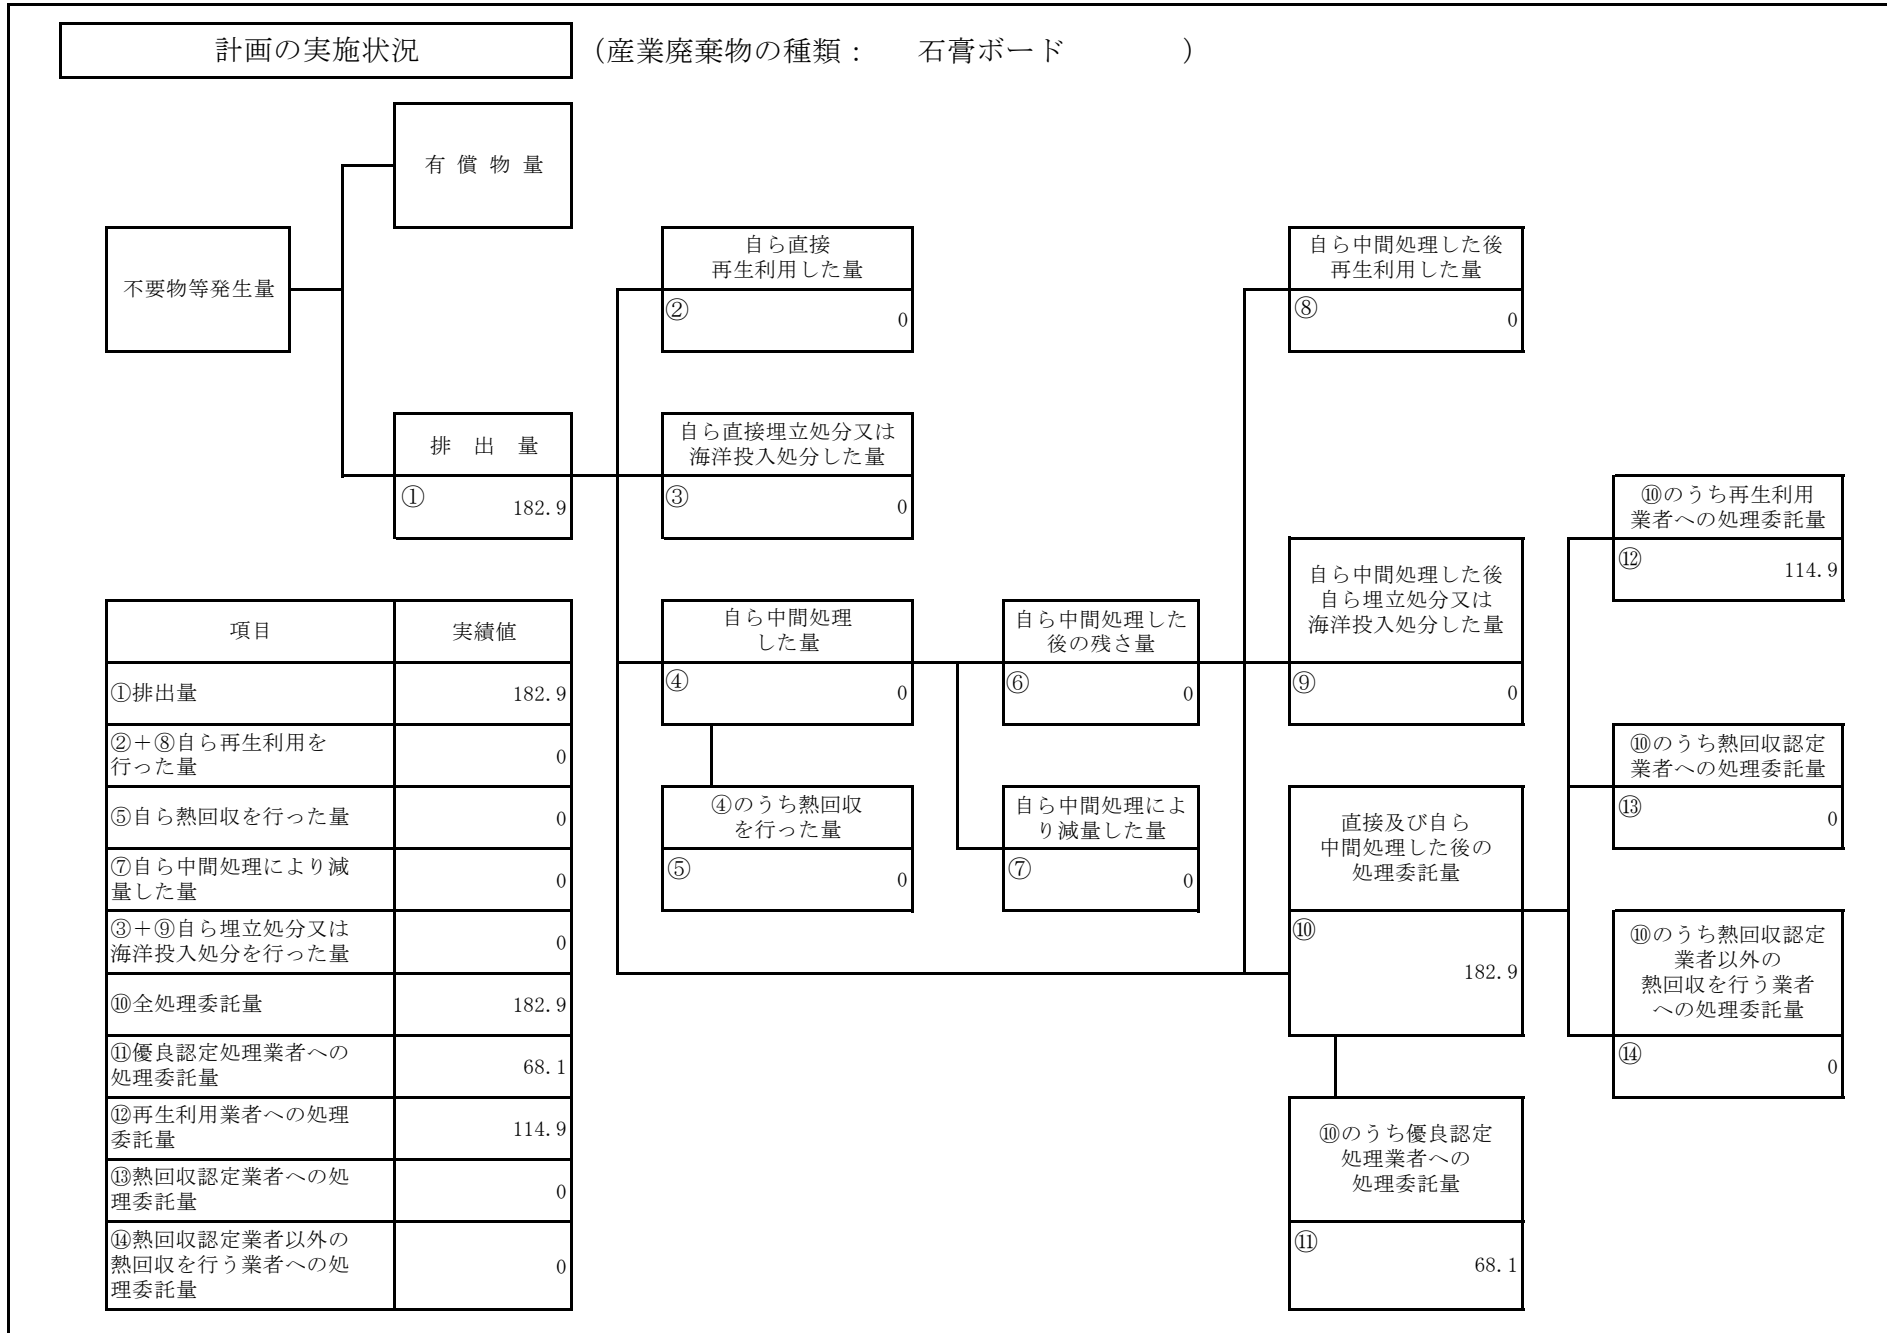 計画の実施状況
（産業廃棄物の種類： 石膏ボード ）
有 償 物 量
不要物等発生量
排 出 量
① 182.9
自ら直接
再生利用した量
② 0
自ら直接埋立処分又は
海洋投入処分した量
③ 0
自ら中間処理
した量
④ 0
④のうち熱回収
を行った量
⑤ 0
自ら中間処理した
後の残さ量
⑥ 0
自ら中間処理によ
り減量した量
⑦ 0
自ら中間処理した後
再生利用した量
⑧ 0
自ら中間処理した後
自ら埋立処分又は
海洋投入処分した量
⑨ 0
直接及び自ら
中間処理した後の
処理委託量
⑩
182.9
⑩のうち優良認定
処理業者への
処理委託量
⑪
68.1
⑩のうち再生利用
業者への処理委託量
⑫ 114.9
⑩のうち熱回収認定
業者への処理委託量
⑬ 0
⑩のうち熱回収認定
業者以外の
熱回収を行う業者
への処理委託量
⑭ 0
項目 実績値
①排出量 182.9
②＋⑧自ら再生利用を
行った量 0
⑤自ら熱回収を行った量 0
⑦自ら中間処理により減
量した量 0
③＋⑨自ら埋立処分又は
海洋投入処分を行った量 0
⑩全処理委託量 182.9
⑪優良認定処理業者への
処理委託量 68.1
⑫再生利用業者への処理
委託量 114.9
⑬熱回収認定業者への処
理委託量 0
⑭熱回収認定業者以外の
熱回収を行う業者への処
理委託量 0